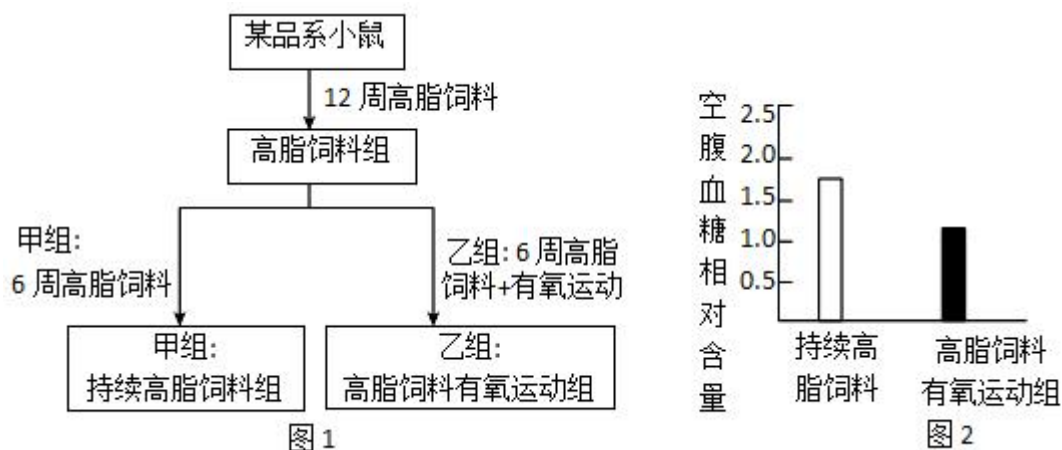 某品系小鼠
12 周高脂饲料
高脂饲料组
甲组:
6 周高脂饲料
乙组: 6 周高脂
饲料+有氧运动
甲组:
持续高脂饲料组
乙组:
高脂饲料有氧运动组
图 1
空腹血糖相对含量
2.5
2.0
1.5
1.0
0.5
持续高
脂饲料
高脂饲料
有氧运动组
图 2